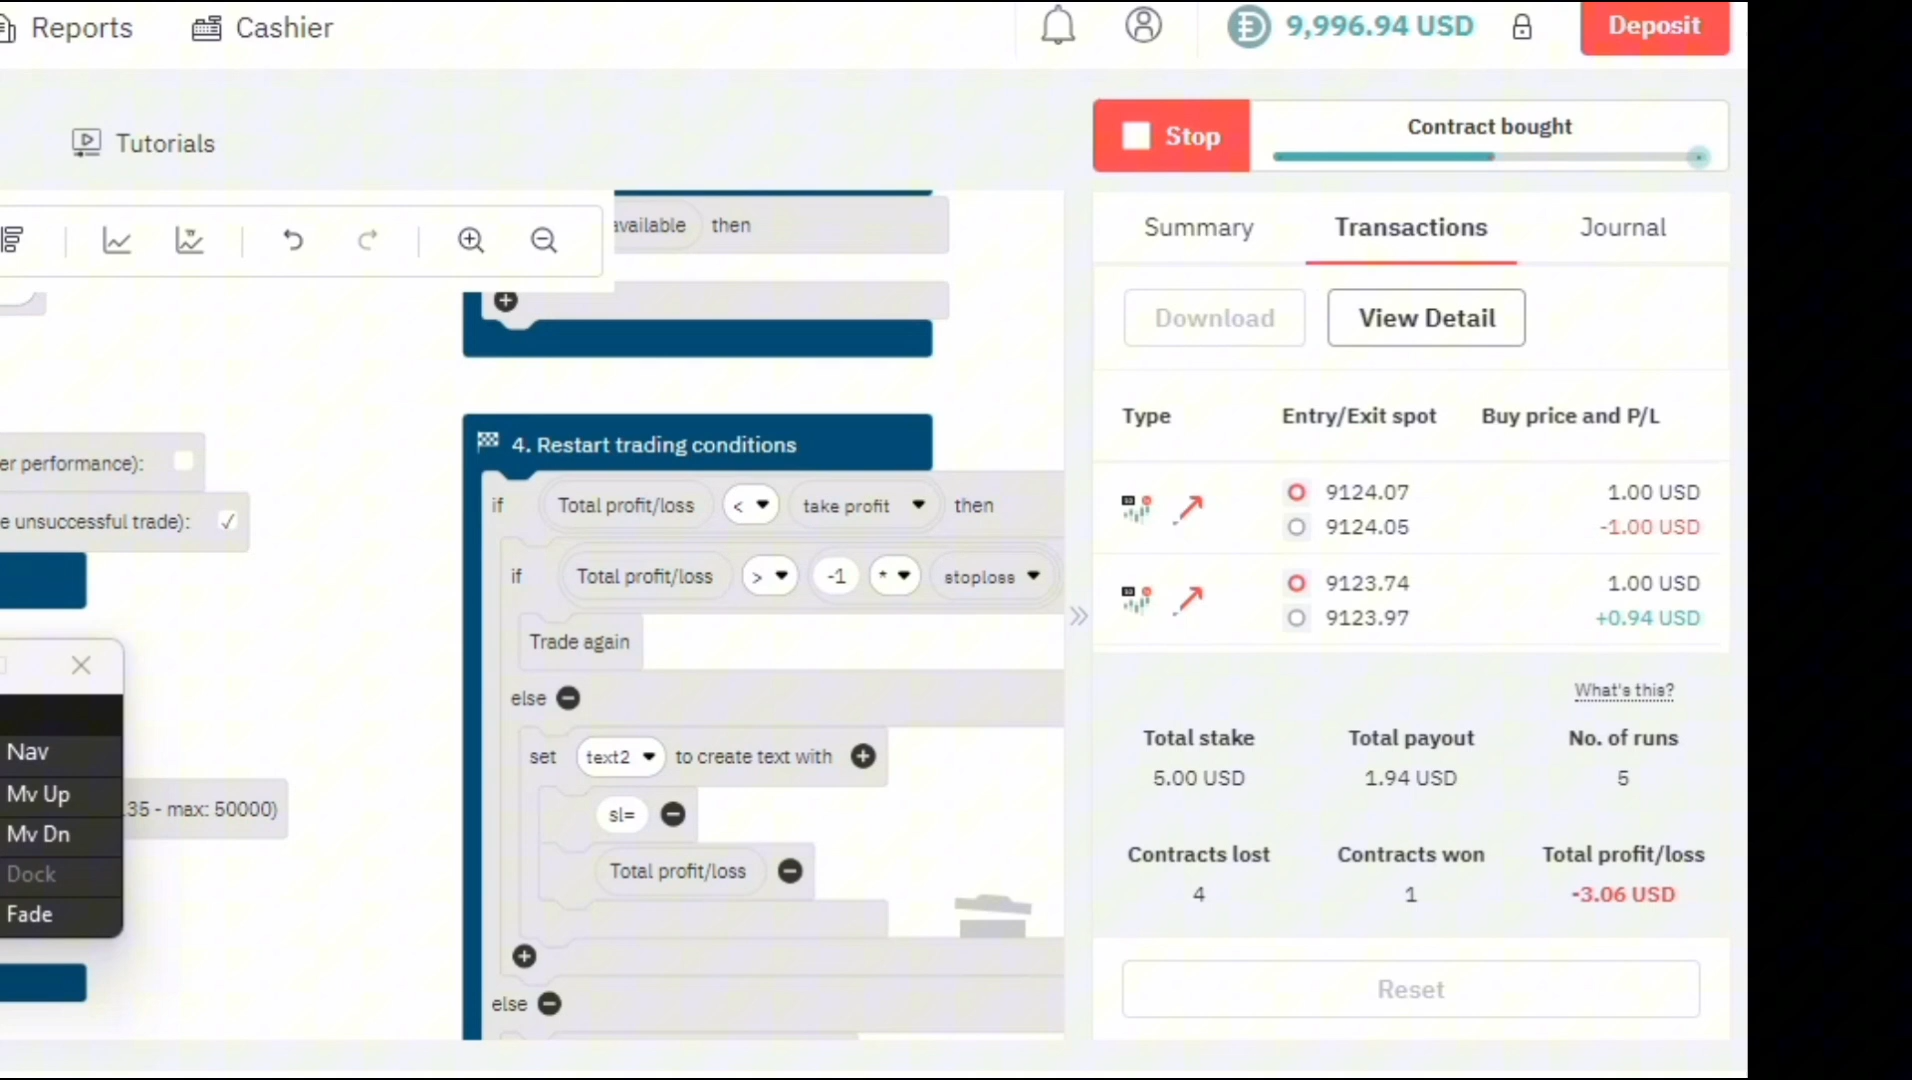 Reports
Cashier
9,996.94 USD
Deposit
Tutorials
Stop
Contract bought
available then
Summary
Transactions
Journal
Download
View Detail
Type
Entry/Exit spot
Buy price and P/L
9124.07
1.00 USD
9124.05
-1.00 USD
9123.74
1.00 USD
9123.97
+0.94 USD
What's this?
Total stake
Total payout
No. of runs
5.00 USD
1.94 USD
5
Contracts lost
Contracts won
Total profit/loss
4
1
-3.06 USD
Reset
er performance):
e unsuccessful trade):
4. Restart trading conditions
if Total profit/loss < take profit then
if Total profit/loss > -1 * stoploss
Trade again
else
set text2 to create text with
sl=
Total profit/loss
else
Nav
Mv Up
Mv Dn
Dock
Fade
.35 - max: 50000)